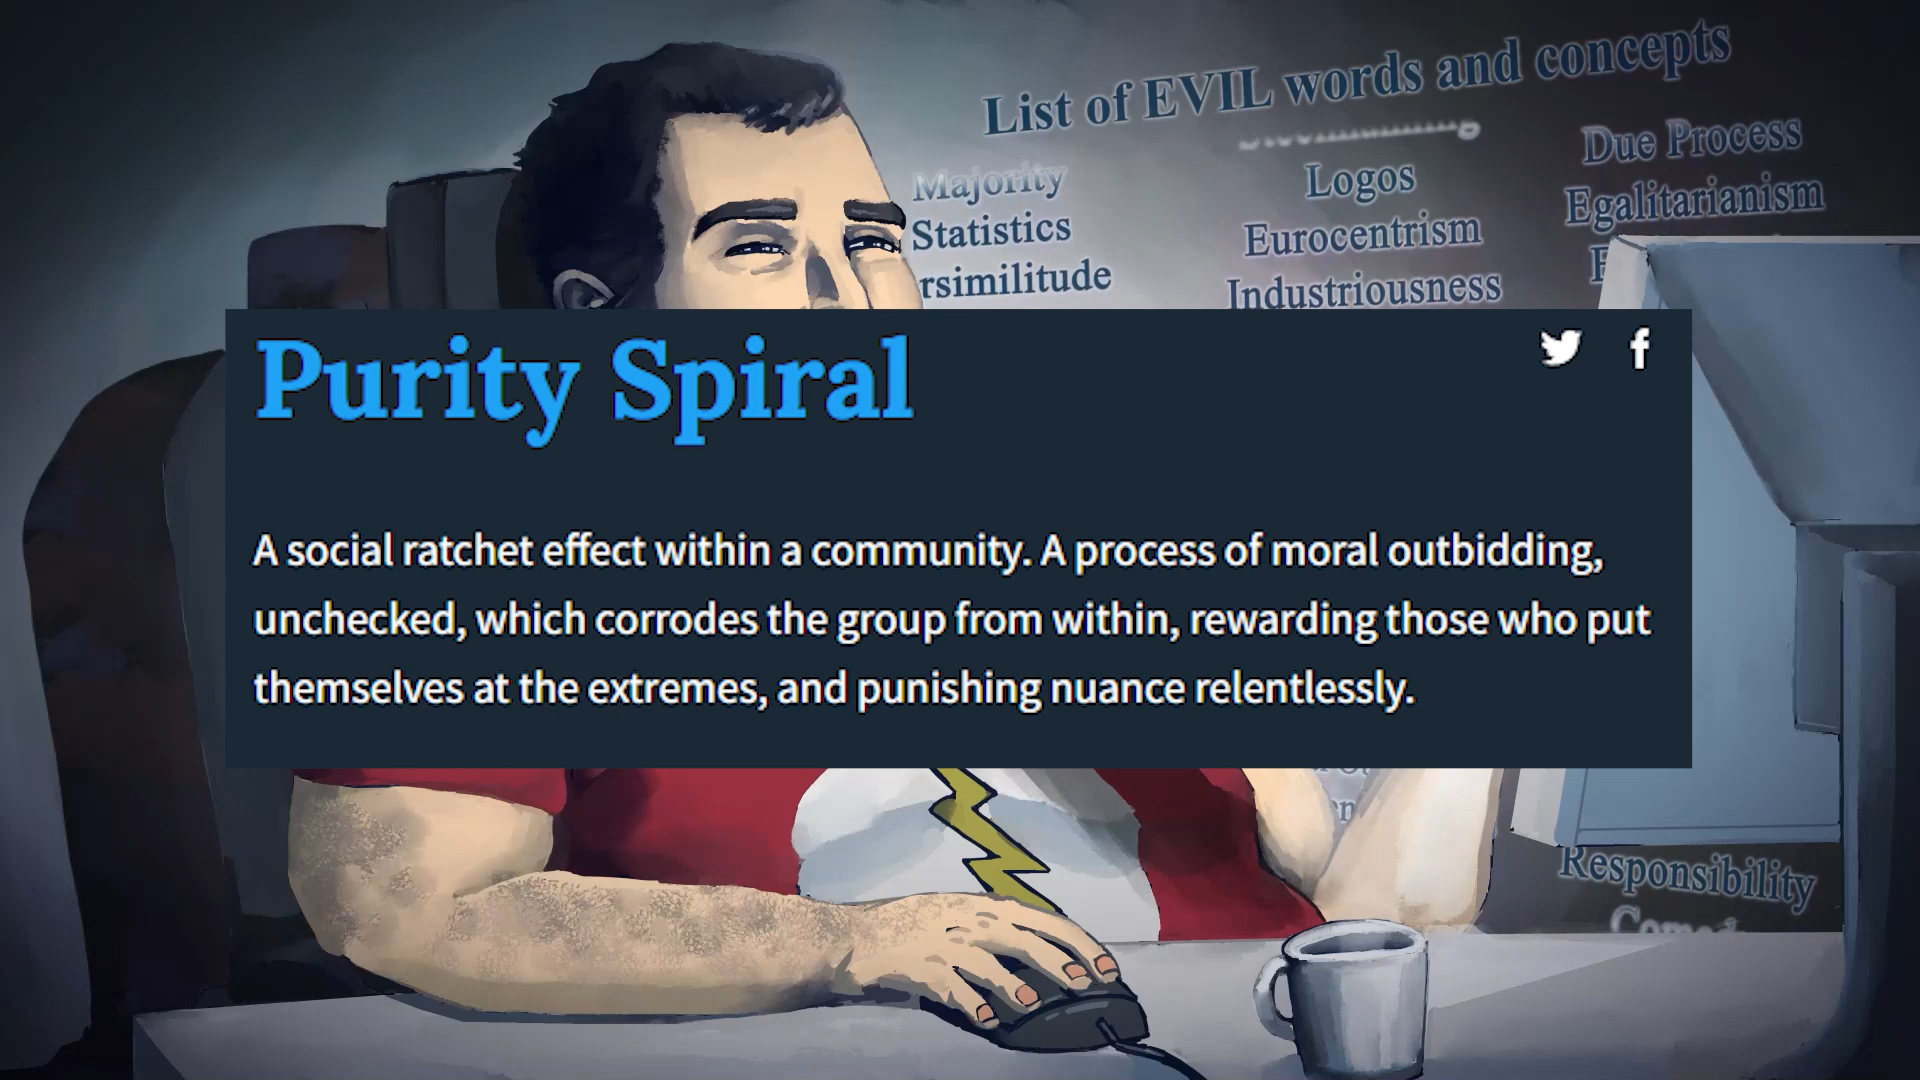 List of EVIL words and concepts
Majority
Statistics
rsimilitude
Logos
Eurocentrism
Industriousness
Due Process
Egalitarianism
Purity Spiral
A social ratchet effect within a community. A process of moral outbidding,
unchecked, which corrodes the group from within, rewarding those who put
themselves at the extremes, and punishing nuance relentlessly.
Responsibility